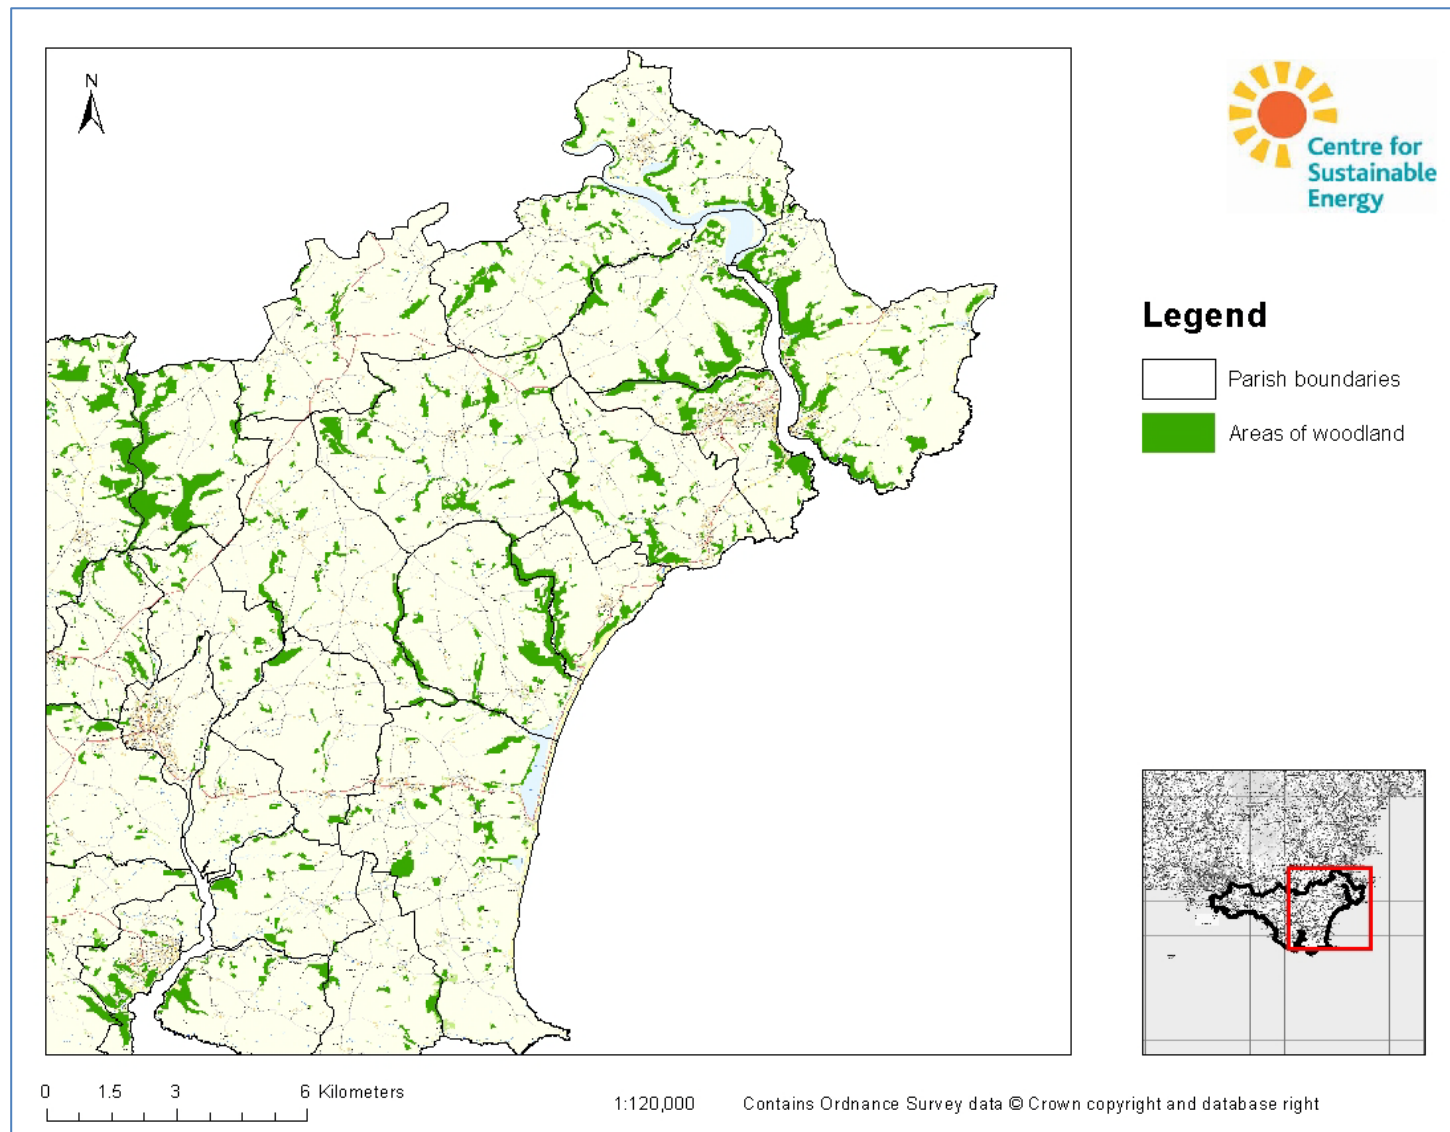 N
Centre for
Sustainable
Energy
Legend
Parish boundaries
Areas of woodland
0 1.5 3 6 Kilometers
1:120,000 Contains Ordnance Survey data © Crown copyright and database right